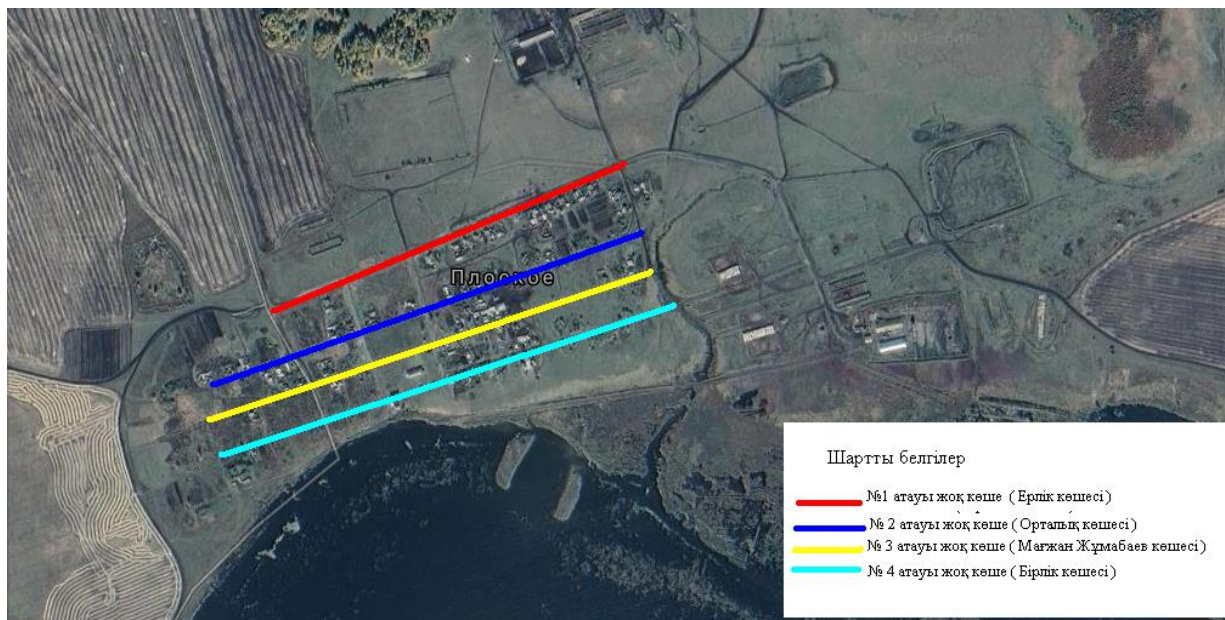 Плоское
Шартты белгілер
№1 атауы жоқ көше ( Ерлік көшесі)
№ 2 атауы жоқ көше ( Орталық көшесі)
№ 3 атауы жоқ көше ( Мағжан Жұмабаев көшесі)
№ 4 атауы жоқ көше ( Бірлік көшесі)